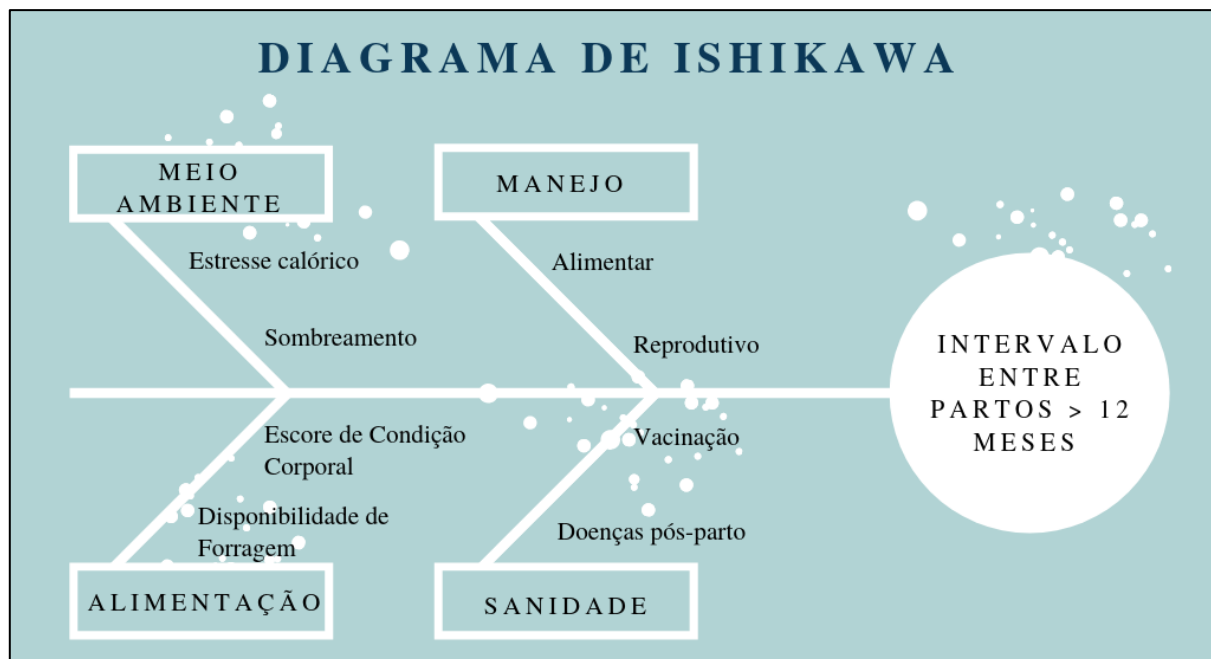 DIAGRAMA DE ISHIKAWA
MEIO
AMBIENTE
MANEJO
Estresse calórico
Alimentar
Sombreamento
Reprodutivo
INTERVALO
ENTRE
PARTOS > 12
MESES
Escore de Condição
Corporal
Vacinação
Disponibilidade de
Forragem
Doenças pós-parto
ALIMENTAÇÃO
SANIDADE